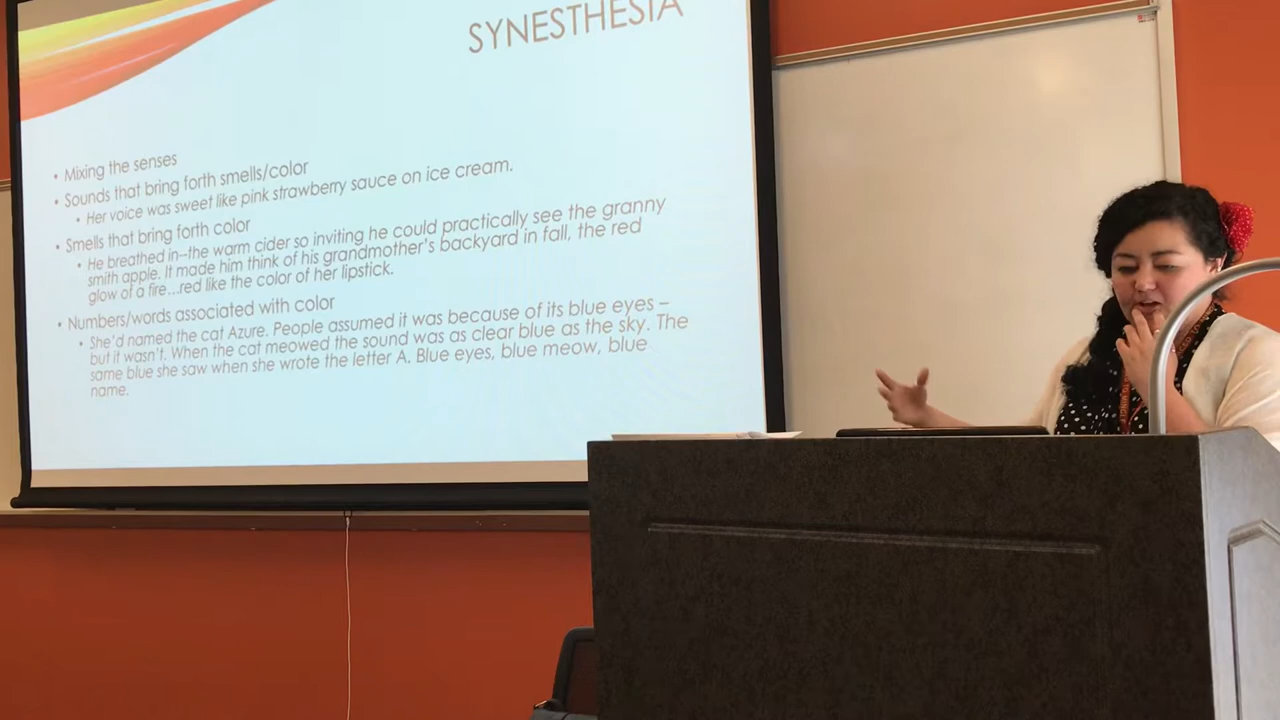 SYNESTHESIA
• Mixing the senses
• Sounds that bring forth smells/color
• Her voice was sweet like pink strawberry sauce on ice cream.
• Smells that bring forth color
• He breathed in--the warm cider so inviting he could practically see the granny
smith apple. It made him think of his grandmother's backyard in fall, the red
glow of a fire...red like the color of her lipstick.
• Numbers/words associated with color
• She'd named the cat Azure. People assumed it was because of its blue eyes –
but it wasn't. When the cat meowed the sound was as clear blue as the sky. The
same blue she saw when she wrote the letter A. Blue eyes, blue meow, blue
name.